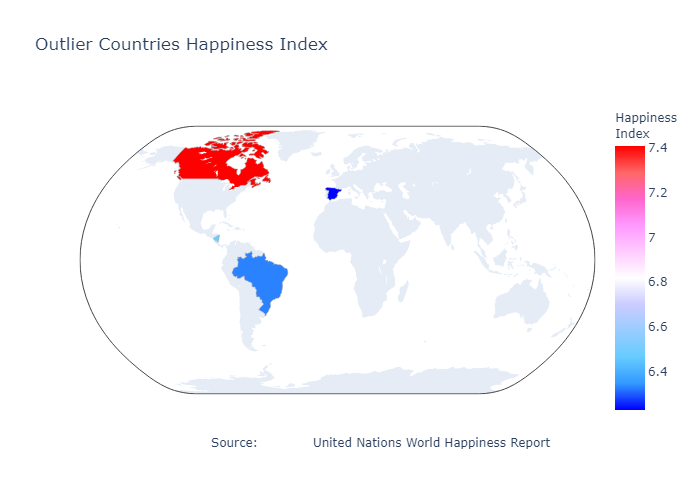 Outlier Countries Happiness Index
Happiness
Index
7.4
7.2
7
6.8
6.6
6.4
Source: United Nations World Happiness Report